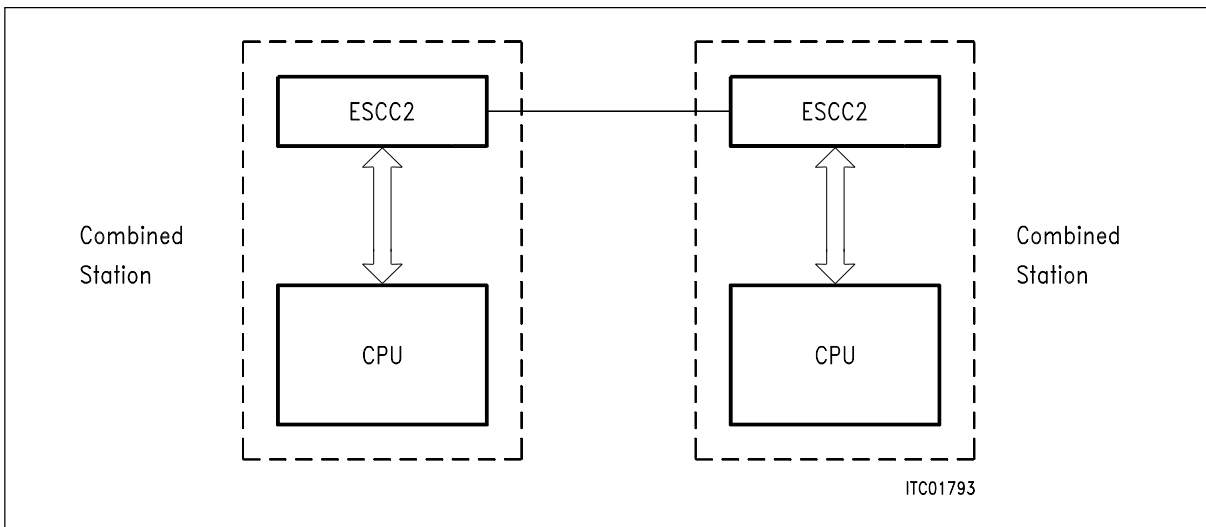 ESCC2
ESCC2
Combined
Station
Combined
Station
CPU
CPU
ITC01793